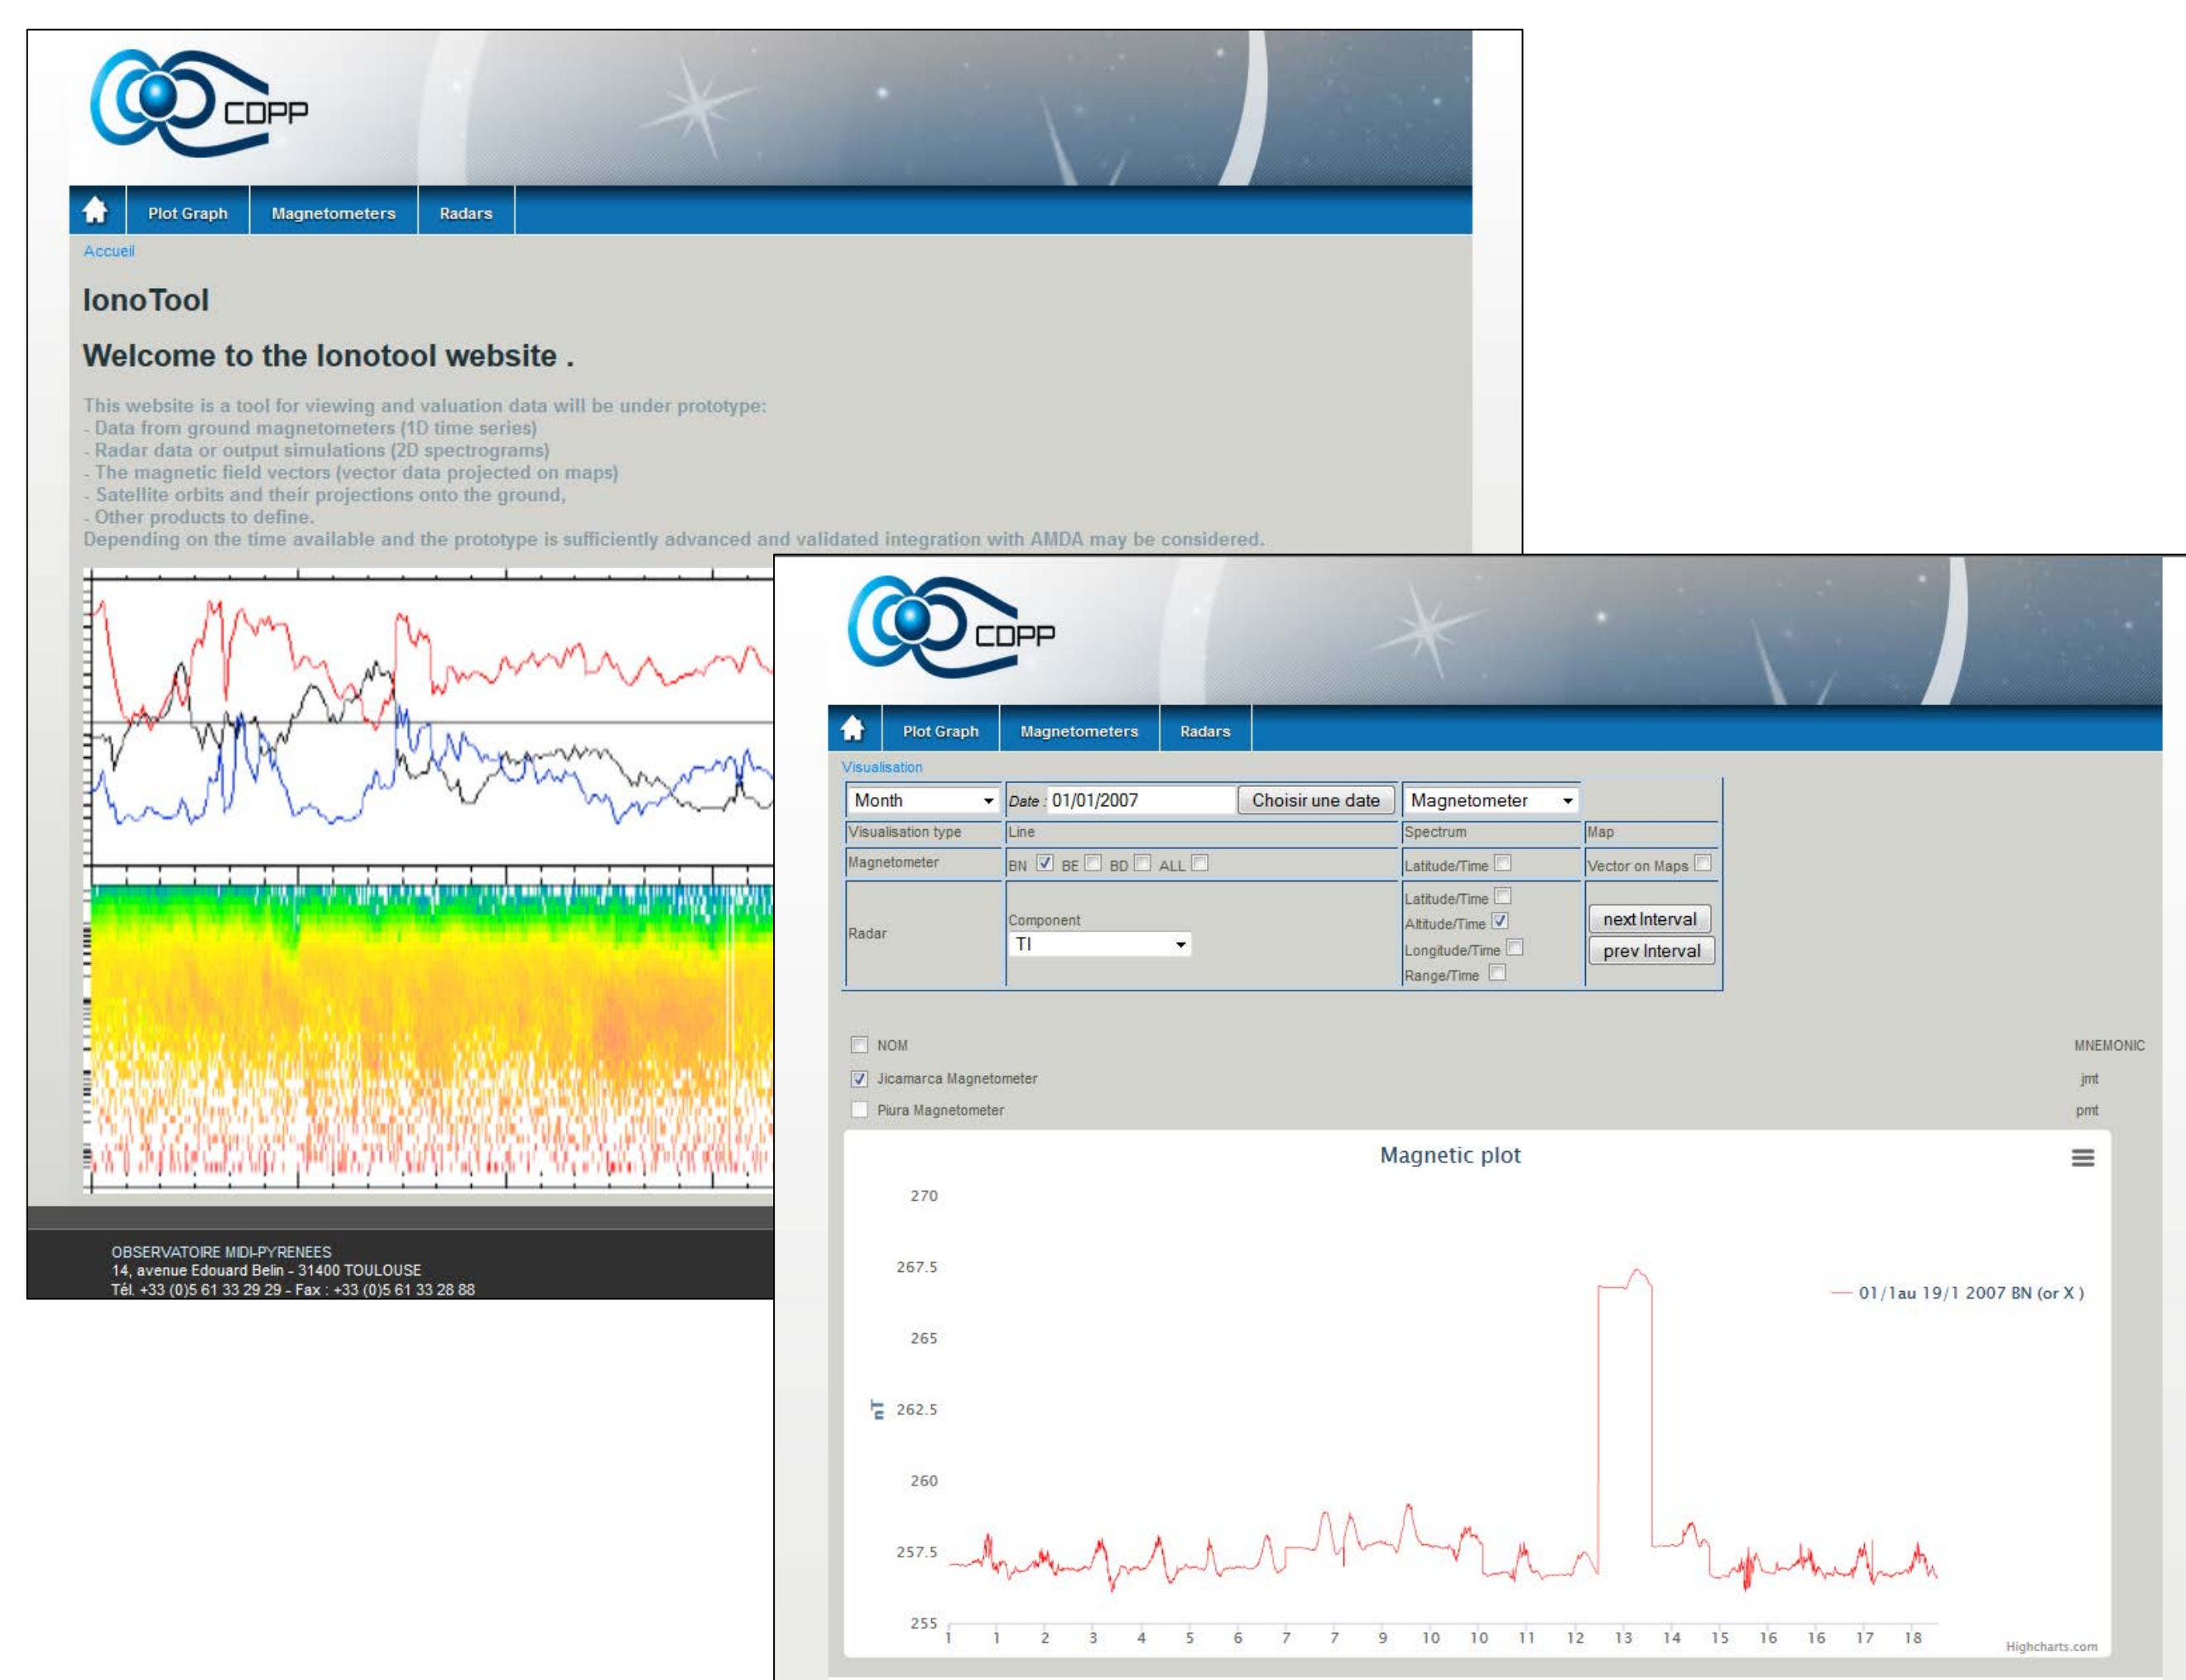 CDPP
Plot Graph Magnetometers Radars
Accueil
IonoTool
Welcome to the Ionotool website .
This website is a tool for viewing and valuation data will be under prototype:
- Data from ground magnetometers (1D time series)
- Radar data or output simulations (2D spectrograms)
- The magnetic field vectors (vector data projected on maps)
- Satellite orbits and their projections onto the ground,
- Other products to define.
Depending on the time available and the prototype is sufficiently advanced and validated integration with AMDA may be considered.
OBSERVATOIRE MIDI-PYRENEES
14, avenue Edouard Belin - 31400 TOULOUSE
Tél. +33 (0)5 61 33 29 29 - Fax : +33 (0)5 61 33 28 88
CDPP
Plot Graph Magnetometers Radars
Visualisation
Month Date : 01/01/2007 Choisir une date Magnetometer
Visualisation type Line Spectrum Map
Magnetometer BN BE BD ALL Latitude/Time Vector on Maps
Radar
Component
TI
Latitude/Time
Altitude/Time
Longitude/Time
Range/Time
next Interval
prev Interval
NOM MNEMONIC
Jicamarca Magnetometer jmt
Piura Magnetometer pmt
Magnetic plot
270
267.5
265
262.5
260
257.5
255
nT
01/1au 19/1 2007 BN (or X )
1 1 2 3 4 5 6 7 7 9 10 10 11 12 13 14 15 16 16 17 18
Highcharts.com